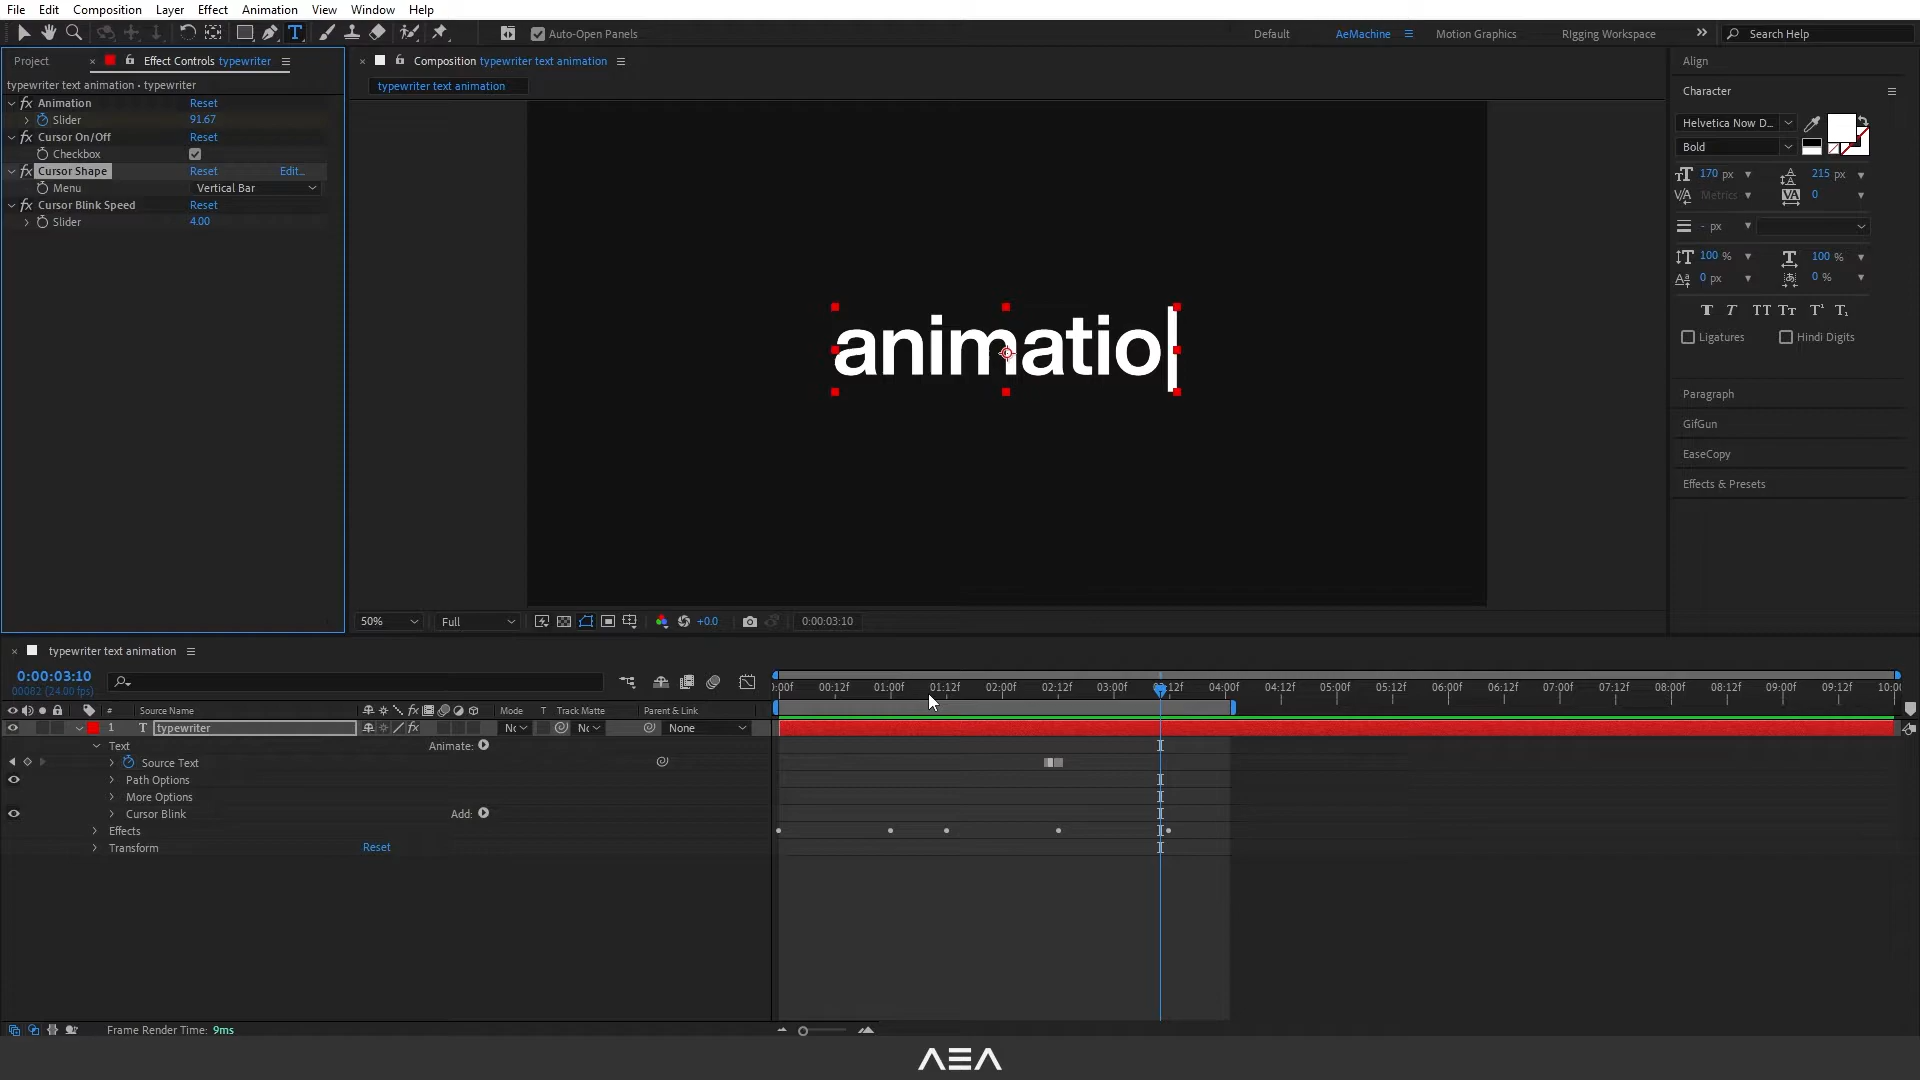 File Edit Composition Layer Effect Animation View Window Help
Auto-Open Panels Default AeMachine Motion Graphics RIgging Workspace Search Help
Project Effect Controls typewriter
typewriter text animation • typewriter
Animation Reset
Slider 91.67
Cursor On/Off Reset
Checkbox
Cursor Shape Reset Edit...
Menu Vertical Bar
Cursor Blink Speed Reset
Slider 4.00
Composition typewriter text animation
typewriter text animation
animatio
50% Full +0.0 0:00:03:10
Align
Character
Helvetica Now D...
Bold
170 px 215 px
Metrics 0
- px
100 % 100 %
0 px 0 %
Ligatures Hindi Digits
Paragraph
GifGun
EaseCopy
Effects & Presets
typewriter text animation
0:00:03:10
00082 (24.00 fps)
:00f 00:12f 01:00f 01:12f 02:00f 02:12f 03:00f 04:00f 04:12f 05:00f 05:12f 06:00f 06:12f 07:00f 07:12f 08:00f 08:12f 09:00f 09:12f
# Source Name Mode T Track Matte Parent & Link
1 T typewriter None
Text Animate:
Source Text
Path Options
More Options
Cursor Blink Add:
Effects
Transform Reset
Frame Render Time: 9ms